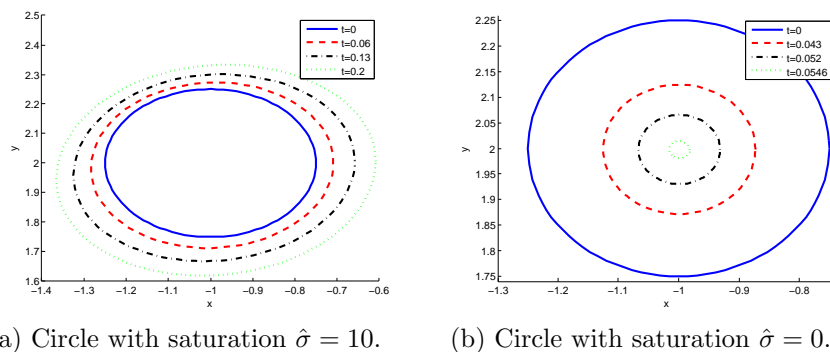 2.5
2.4
2.3
2.2
2.1
2
1.9
1.8
1.7
1.6
y
−1.4 −1.3 −1.2 −1.1 −1 −0.9 −0.8 −0.7 −0.6
x
t=0
t=0.06
t=0.13
t=0.2
2.25
2.2
2.15
2.1
2.05
2
1.95
1.9
1.85
1.8
1.75
y
−1.3 −1.2 −1.1 −1 −0.9 −0.8
x
t=0
t=0.043
t=0.052
t=0.0546
a) Circle with saturation σ̂ = 10.
(b) Circle with saturation σ̂ = 0.